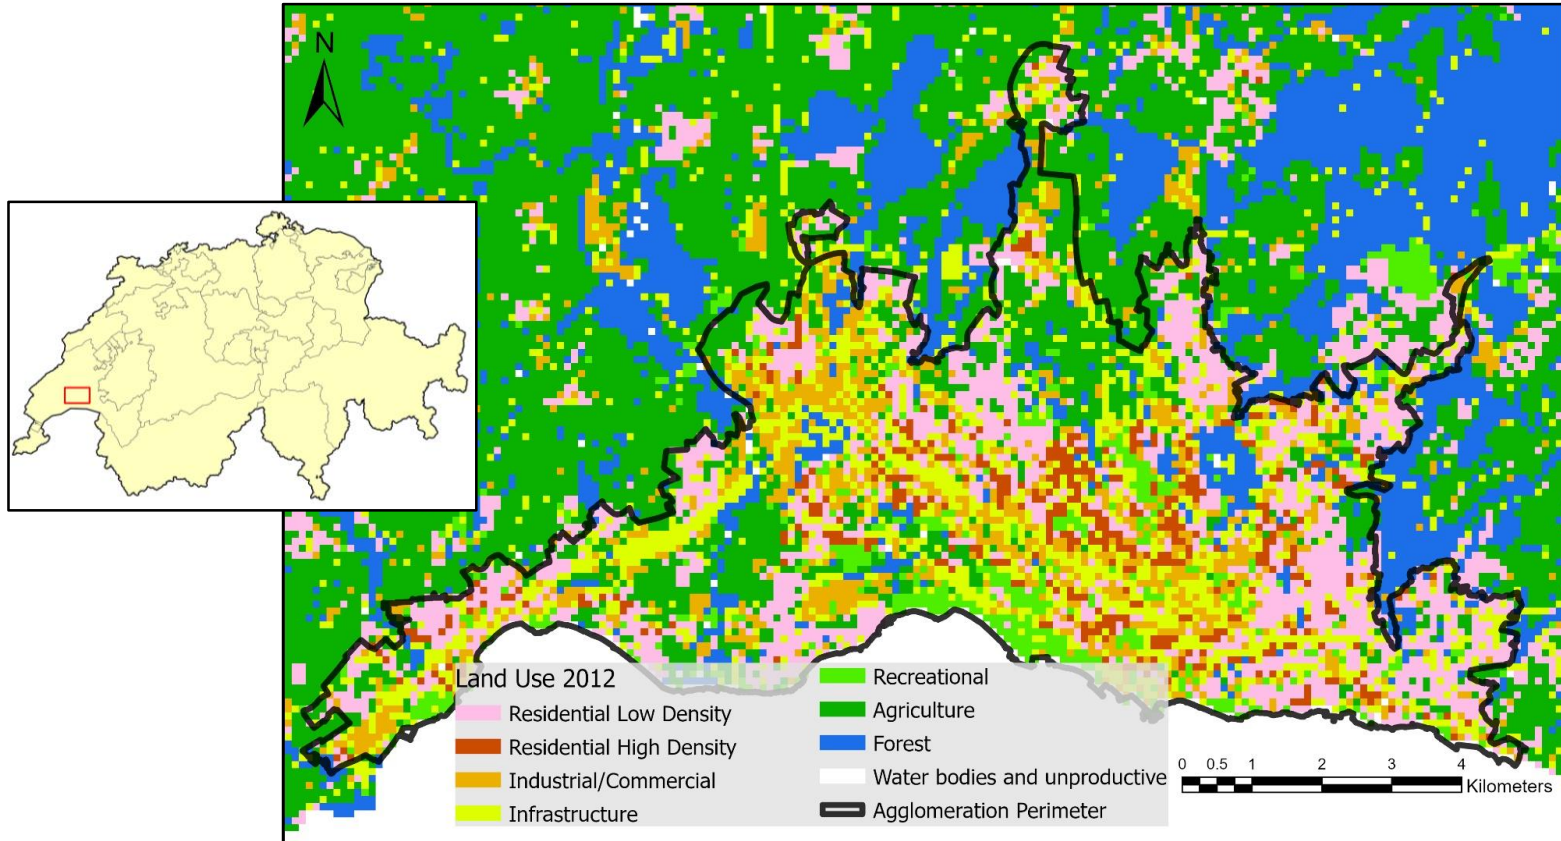 N
Land Use 2012
Residential Low Density
Residential High Density
Industrial/Commercial
Infrastructure
Recreational
Agriculture
Forest
Water bodies and unproductive
Agglomeration Perimeter
0 0.5 1 2 3 4
Kilometers